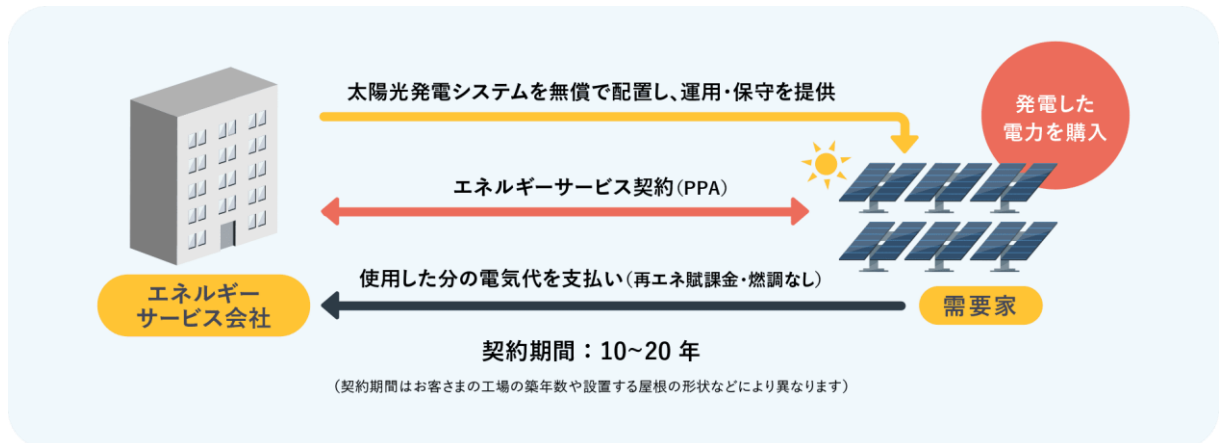 太陽光発電システムを無償で配置し、運用・保守を提供
発電した
電力を購入
エネルギーサービス契約（PPA）
使用した分の電気代を支払い（再エネ賦課金・燃調なし）
エネルギー
サービス会社
需要家
契約期間：10~20 年
（契約期間はお客さまの工場の築年数や設置する屋根の形状などにより異なります）